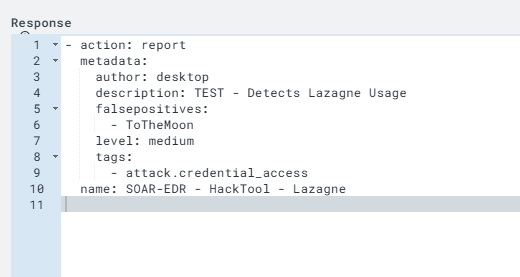 Response
1 - action: report
2 metadata:
3 author: desktop
4 description: TEST - Detects Lazagne Usage
5 falsepositives:
6 - ToTheMoon
7 level: medium
8 tags:
9 - attack.credential_access
10 name: SOAR-EDR - HackTool - Lazagne
11